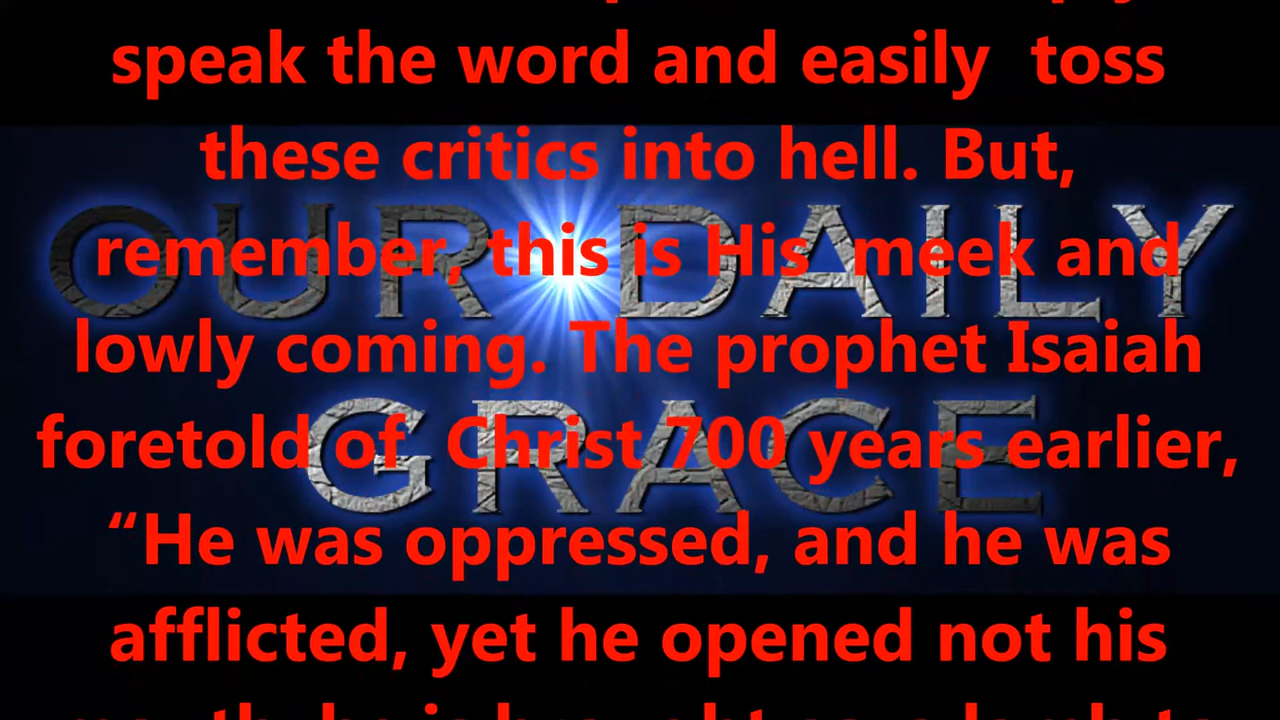 speak the word and easily  toss
these critics into hell. But,
remember, this is His  meek and
lowly coming. The prophet Isaiah
foretold of  Christ 700 years earlier,
“He was oppressed, and he was
afflicted, yet he opened not his
OUR DAILY
GRACE